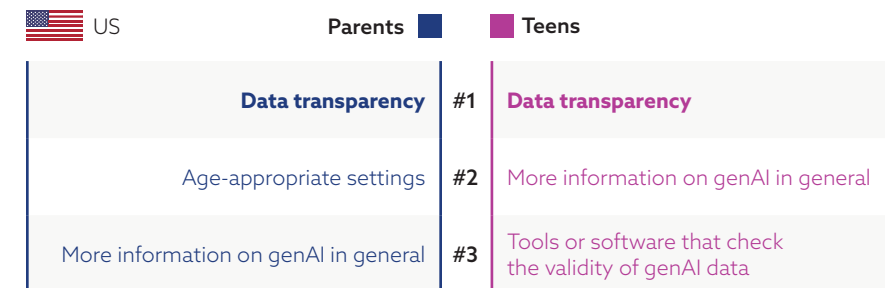 US Parents Teens
Data transparency #1 Data transparency
Age-appropriate settings #2 More information on genAI in general
More information on genAI in general #3 Tools or software that check
the validity of genAI data